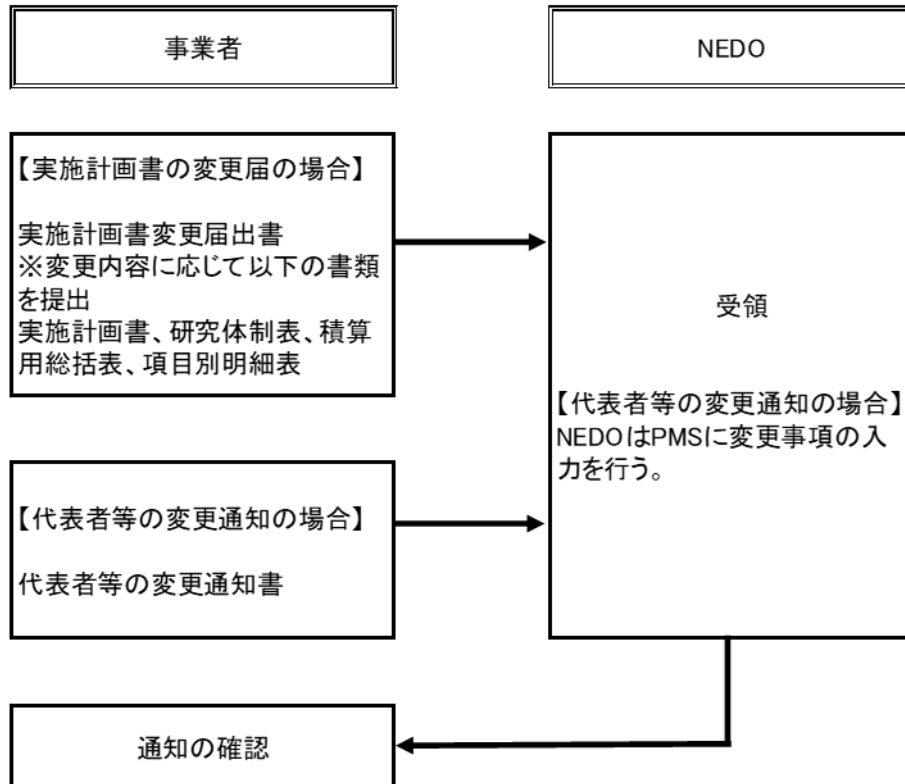 事業者
NEDO
【実施計画書の変更届の場合】
実施計画書変更届出書
※変更内容に応じて以下の書類
を提出
実施計画書、研究体制表、積算
用総括表、項目別明細表
受領
【代表者等の変更通知の場合】
NEDOはPMSに変更事項の入
力を行う。
【代表者等の変更通知の場合】
代表者等の変更通知書
通知の確認